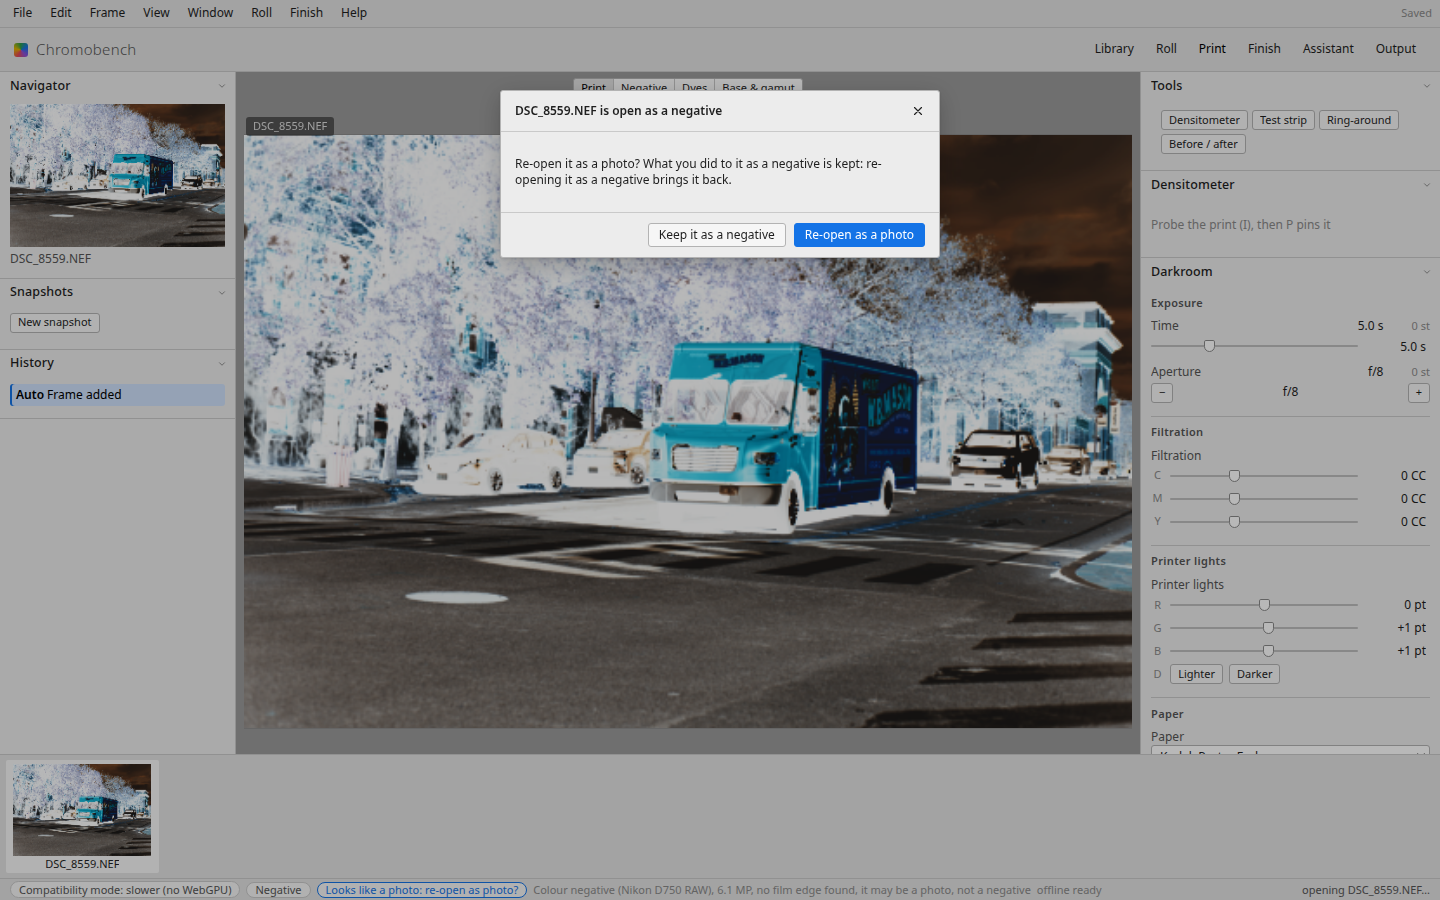 File Edit Frame View Window Roll Finish Help
Saved
Chromobench
Library Roll Print Finish Assistant Output
Navigator
DSC_8559.NEF
Snapshots
New snapshot
History
Auto Frame added
Print Negative Dyes Base & gamut
DSC_8559.NEF
DSC_8559.NEF is open as a negative
Re-open it as a photo? What you did to it as a negative is kept: re-
opening it as a negative brings it back.
Keep it as a negative Re-open as a photo
W.B. MASON
Tools
Densitometer Test strip Ring-around
Before / after
Densitometer
Probe the print (I), then P pins it
Darkroom
Exposure
Time 5.0 s 0 st
5.0 s
Aperture f/8 0 st
− f/8 +
Filtration
Filtration
C 0 CC
M 0 CC
Y 0 CC
Printer lights
Printer lights
R 0 pt
G +1 pt
B +1 pt
D Lighter Darker
Paper
Paper
DSC_8559.NEF
Compatibility mode: slower (no WebGPU) Negative Looks like a photo: re-open as photo? Colour negative (Nikon D750 RAW), 6.1 MP, no film edge found, it may be a photo, not a negative offline ready
opening DSC_8559.NEF...